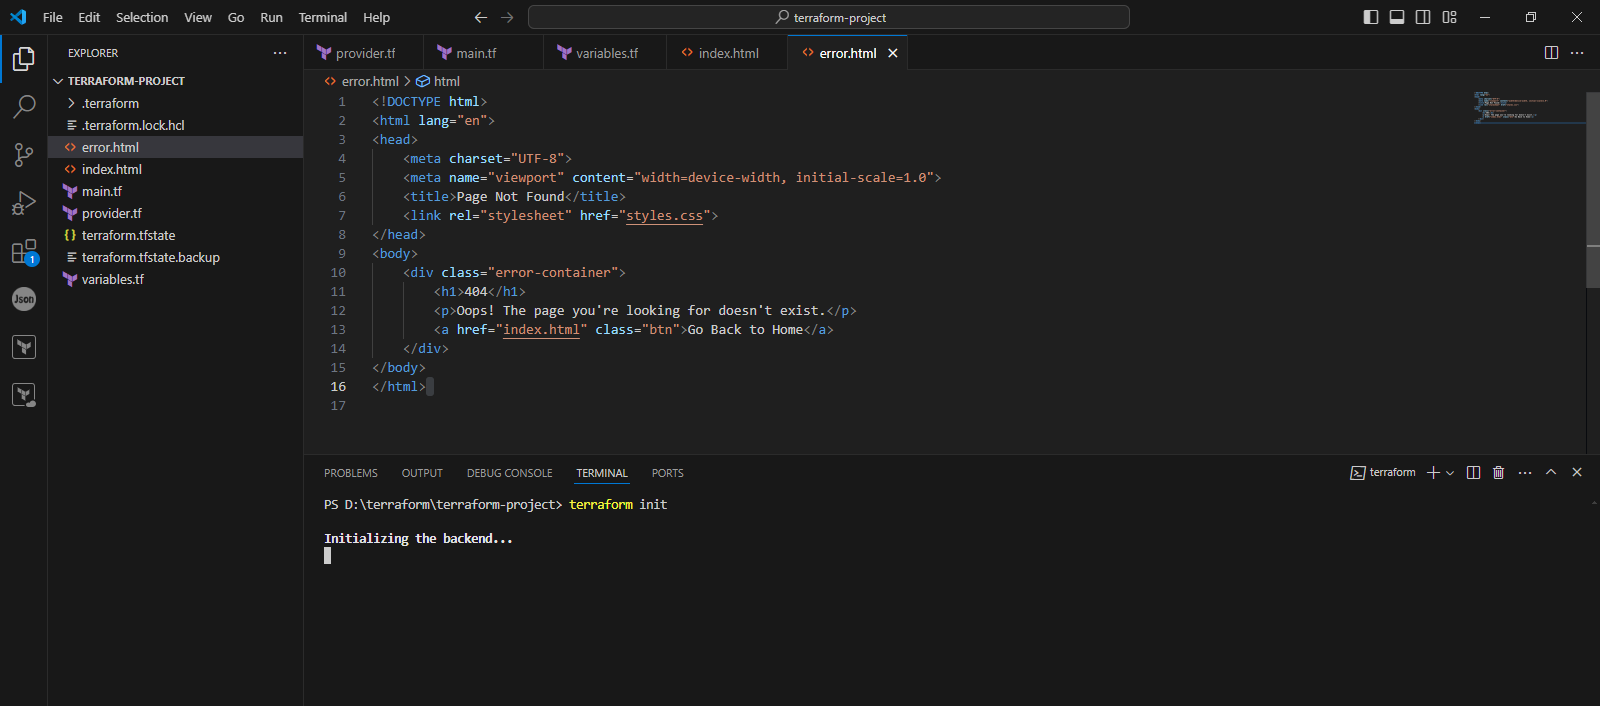 File Edit Selection View Go Run Terminal Help
terraform-project
EXPLORER
TERRAFORM-PROJECT
.terraform
.terraform.lock.hcl
error.html
index.html
main.tf
provider.tf
terraform.tfstate
terraform.tfstate.backup
variables.tf
1
Json
provider.tf main.tf variables.tf index.html error.html
error.html > html
1 <!DOCTYPE html>
2 <html lang="en">
3 <head>
4 <meta charset="UTF-8">
5 <meta name="viewport" content="width=device-width, initial-scale=1.0">
6 <title>Page Not Found</title>
7 <link rel="stylesheet" href="styles.css">
8 </head>
9 <body>
10 <div class="error-container">
11 <h1>404</h1>
12 <p>Oops! The page you're looking for doesn't exist.</p>
13 <a href="index.html" class="btn">Go Back to Home</a>
14 </div>
15 </body>
16 </html>
17
PROBLEMS OUTPUT DEBUG CONSOLE TERMINAL PORTS
terraform
PS D:\terraform\terraform-project> terraform init
Initializing the backend...